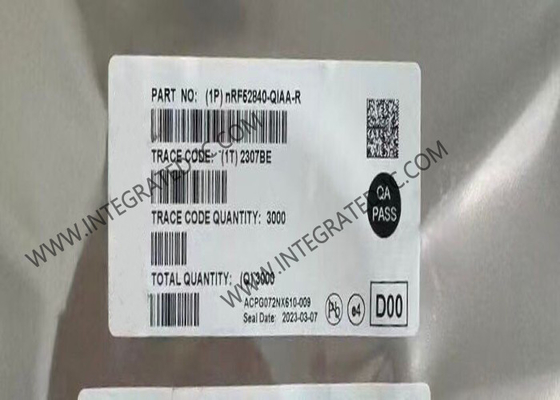 PART NO: (1P) nRF52840-QIAA-R
TRACE CODE: (1T) 2307BE
QA
PASS
TRACE CODE QUANTITY: 3000
TOTAL QUANTITY: (Q)3000
ACPG072NX610-009
Seal Date: 2023-03-07
Pb
e4
D00
WWW.INTEGRATEDIC.COM
WWW.INTEGRATEDIC.COM